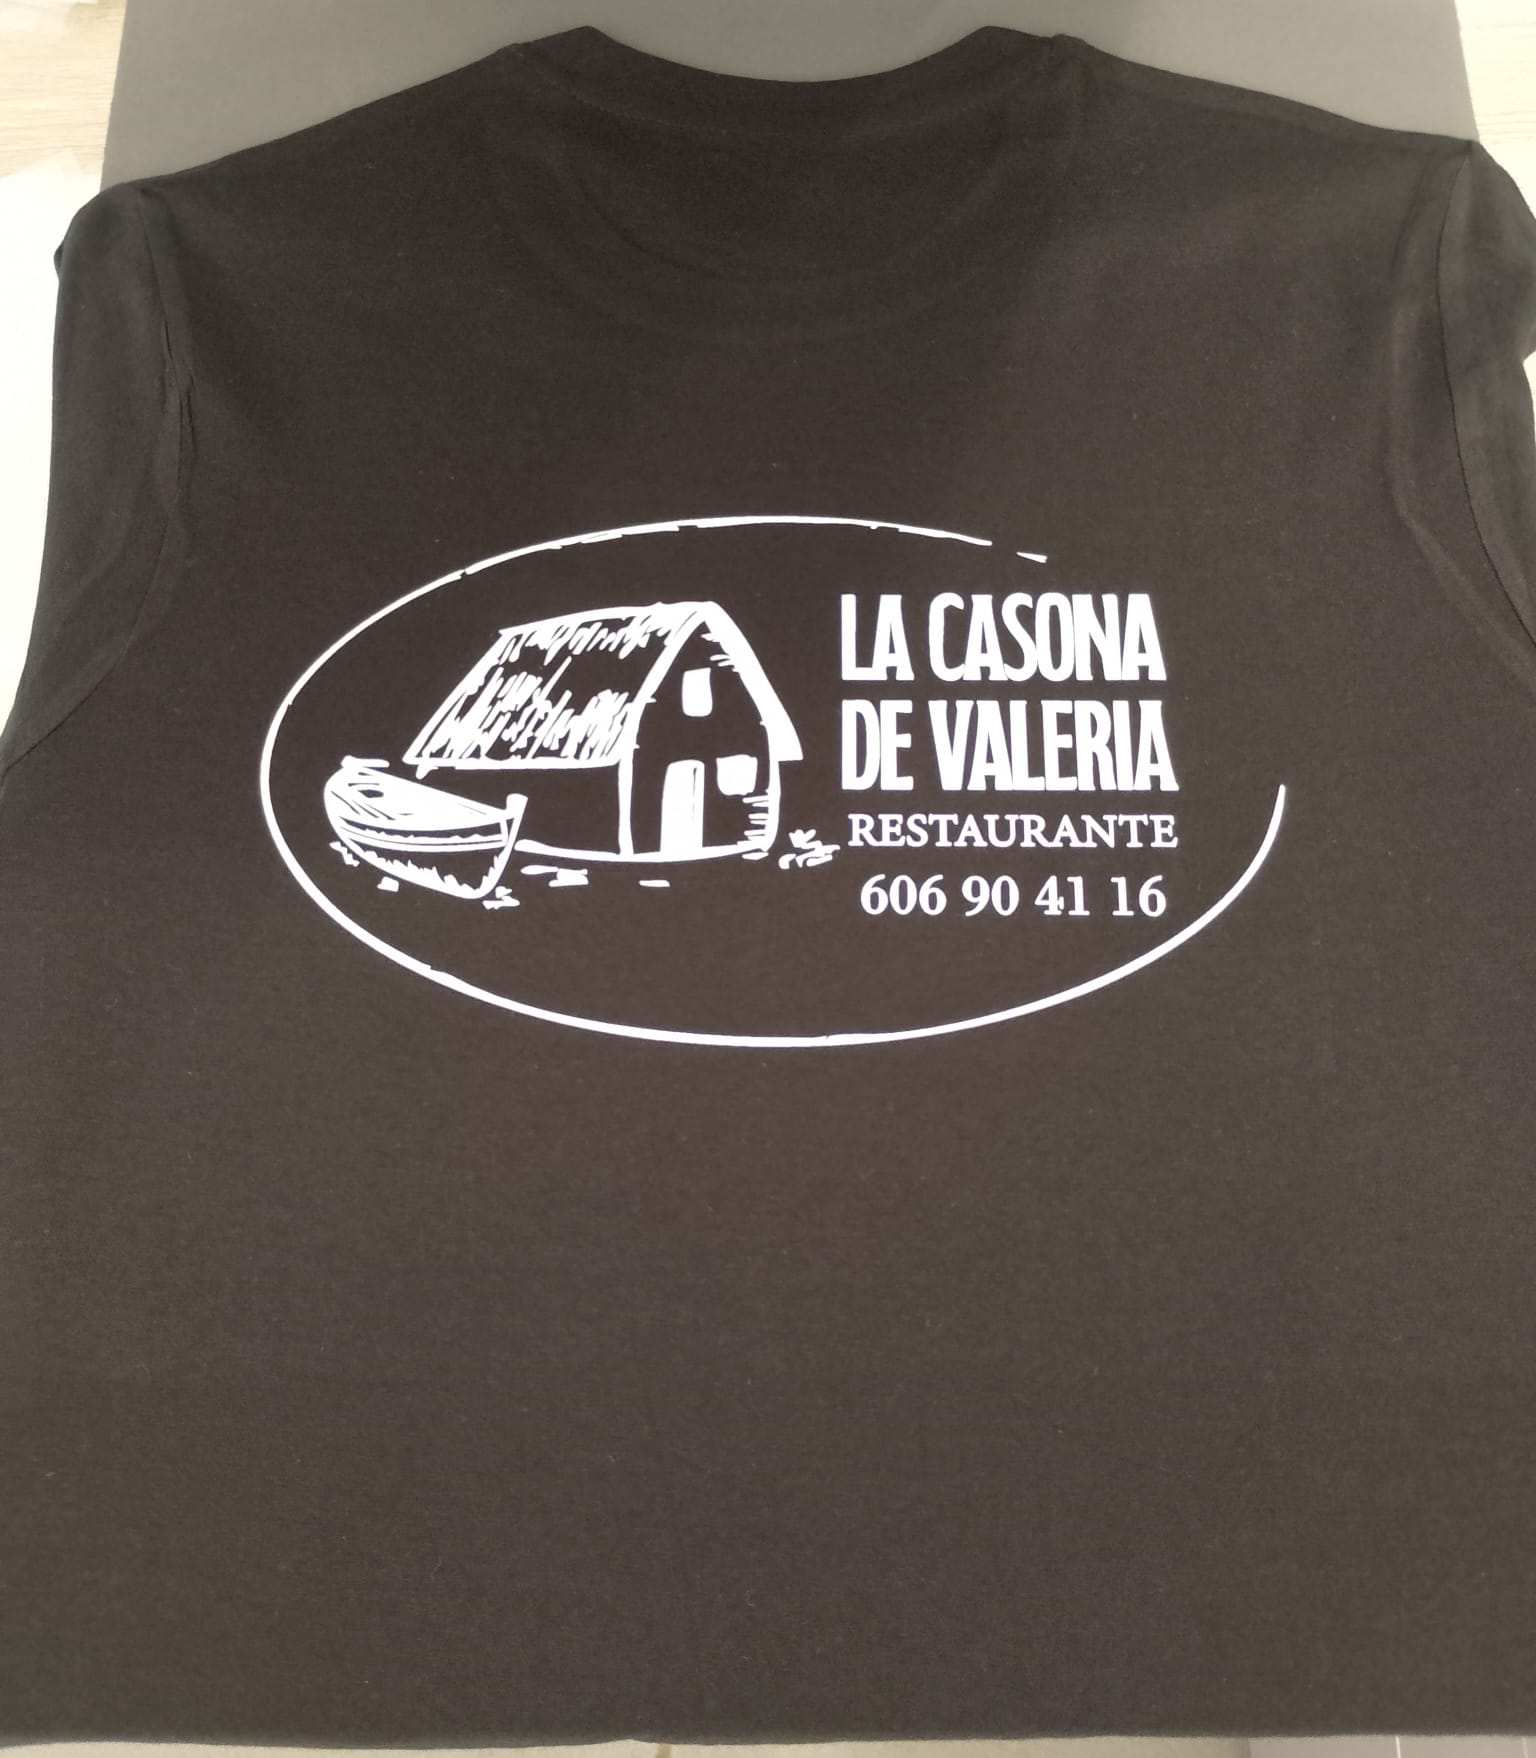 LA CASONA
DE VALERIA
RESTAURANTE
606 90 41 16